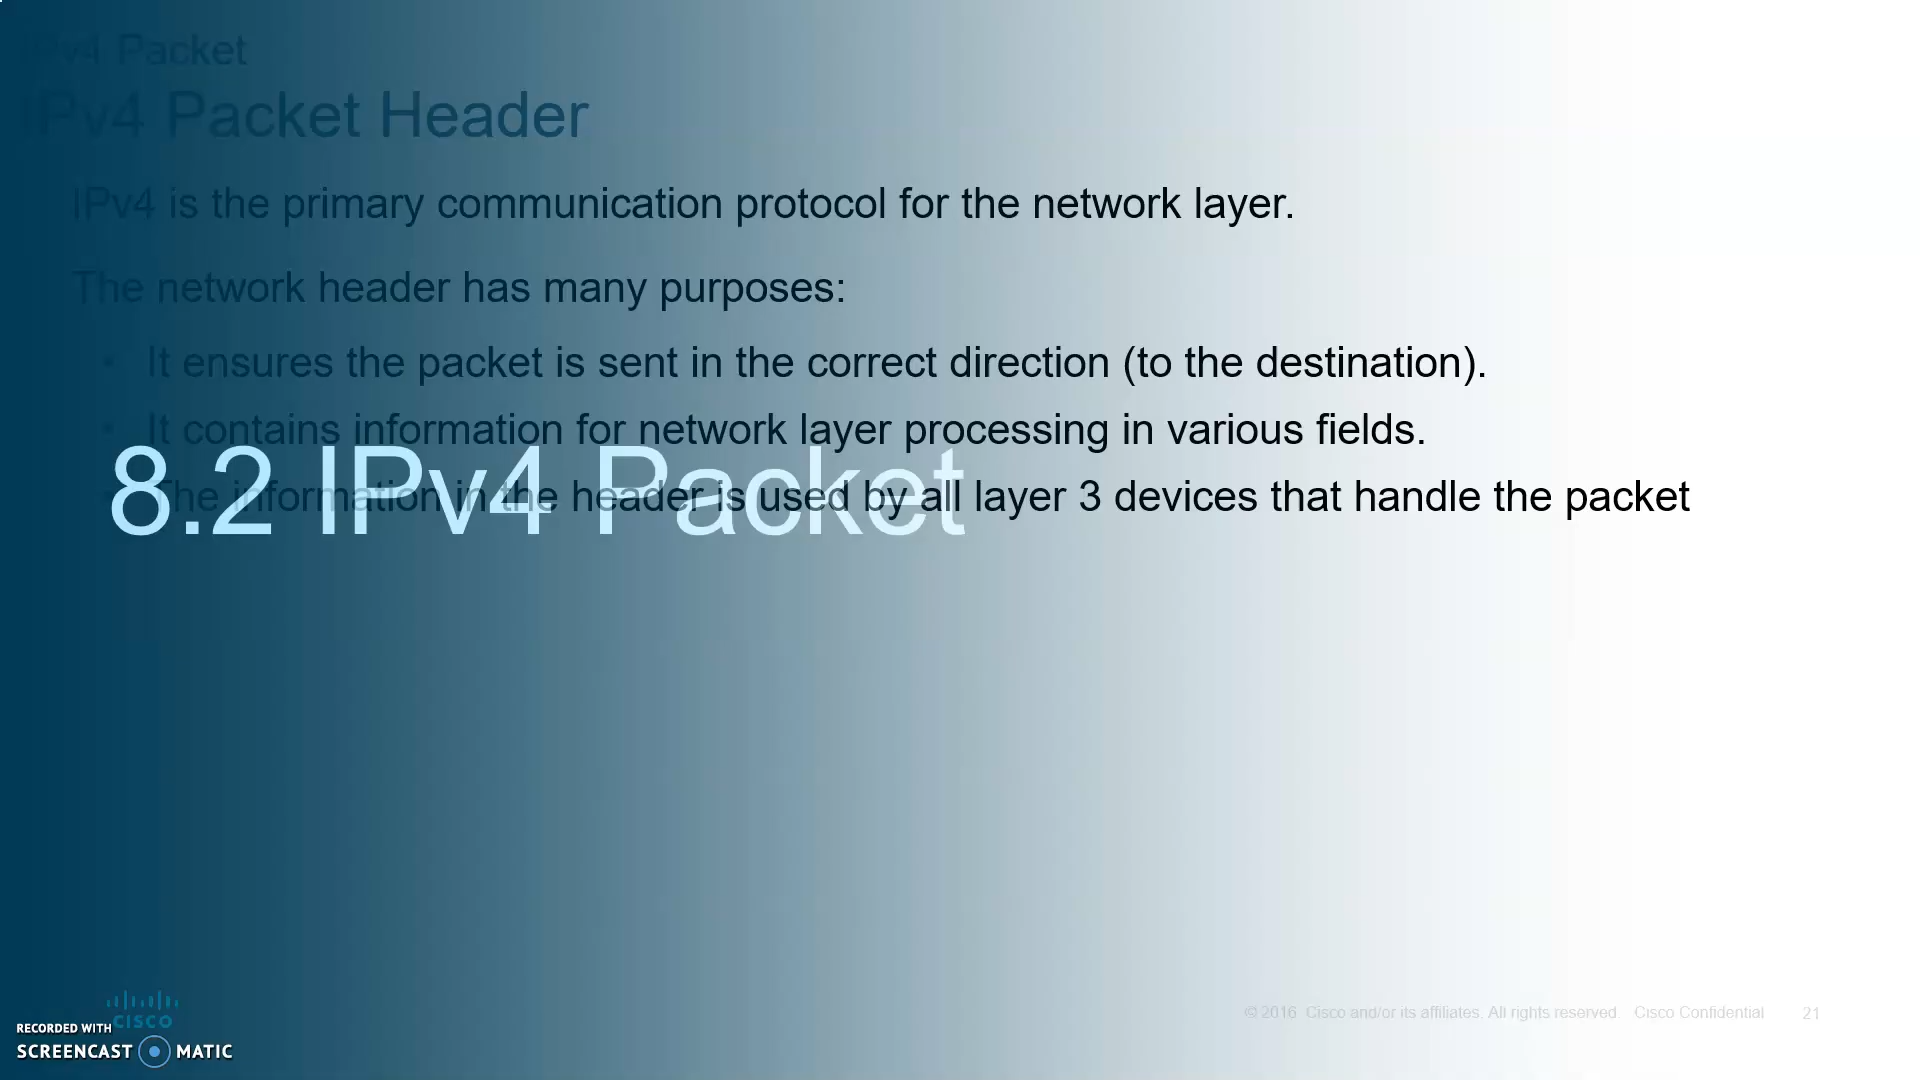 IPv4 Packet
IPv4 Packet Header
IPv4 is the primary communication protocol for the network layer.
The network header has many purposes:
• It ensures the packet is sent in the correct direction (to the destination).
• It contains information for network layer processing in various fields.
• The information in the header is used by all layer 3 devices that handle the packet
8.2 IPv4 Packet
CISCO
RECORDED WITH
SCREENCAST MATIC
© 2016 Cisco and/or its affiliates. All rights reserved. Cisco Confidential 21